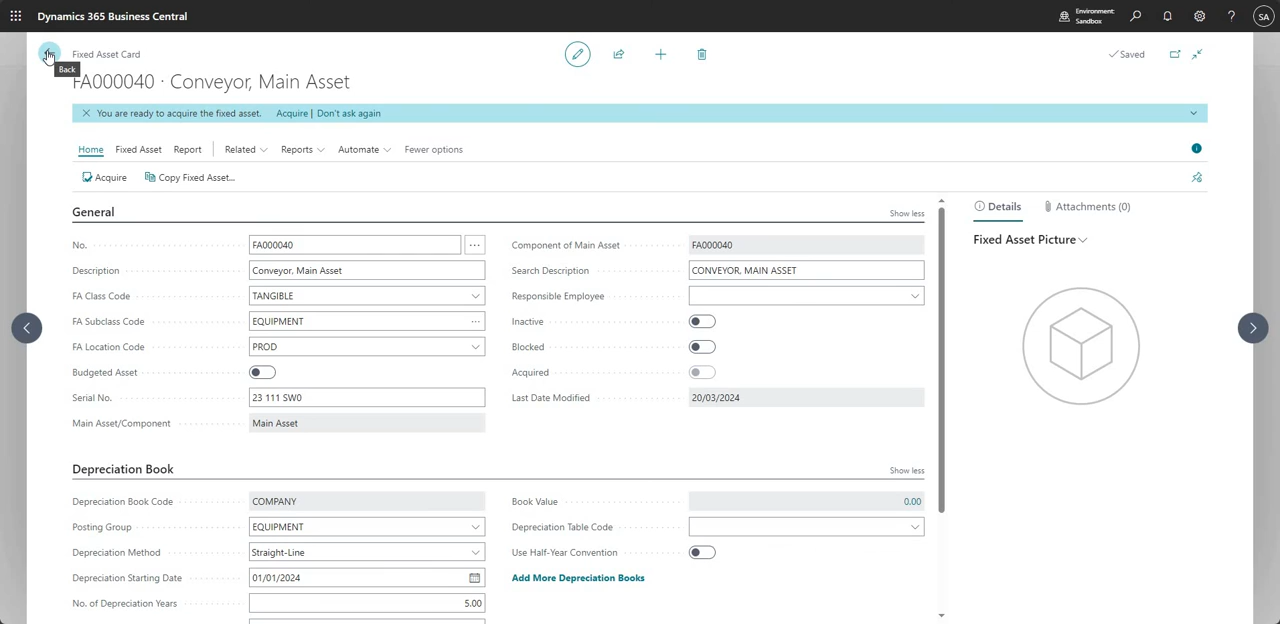 Dynamics 365 Business Central
Environment:
Sandbox
?
SA
Fixed Asset Card
Saved
Back
FA000040 · Conveyor, Main Asset
You are ready to acquire the fixed asset. Acquire | Don't ask again
Home Fixed Asset Report Related Reports Automate Fewer options
Acquire Copy Fixed Asset...
General
Show less
No. FA000040 ...
Description Conveyor, Main Asset
FA Class Code TANGIBLE
FA Subclass Code EQUIPMENT ...
FA Location Code PROD
Budgeted Asset
Serial No. 23 111 SW0
Main Asset/Component Main Asset
Component of Main Asset FA000040
Search Description CONVEYOR, MAIN ASSET
Responsible Employee
Inactive
Blocked
Acquired
Last Date Modified 20/03/2024
Depreciation Book
Show less
Depreciation Book Code COMPANY
Posting Group EQUIPMENT
Depreciation Method Straight-Line
Depreciation Starting Date 01/01/2024
No. of Depreciation Years 5.00
Book Value 0.00
Depreciation Table Code
Use Half-Year Convention
Add More Depreciation Books
Details Attachments (0)
Fixed Asset Picture